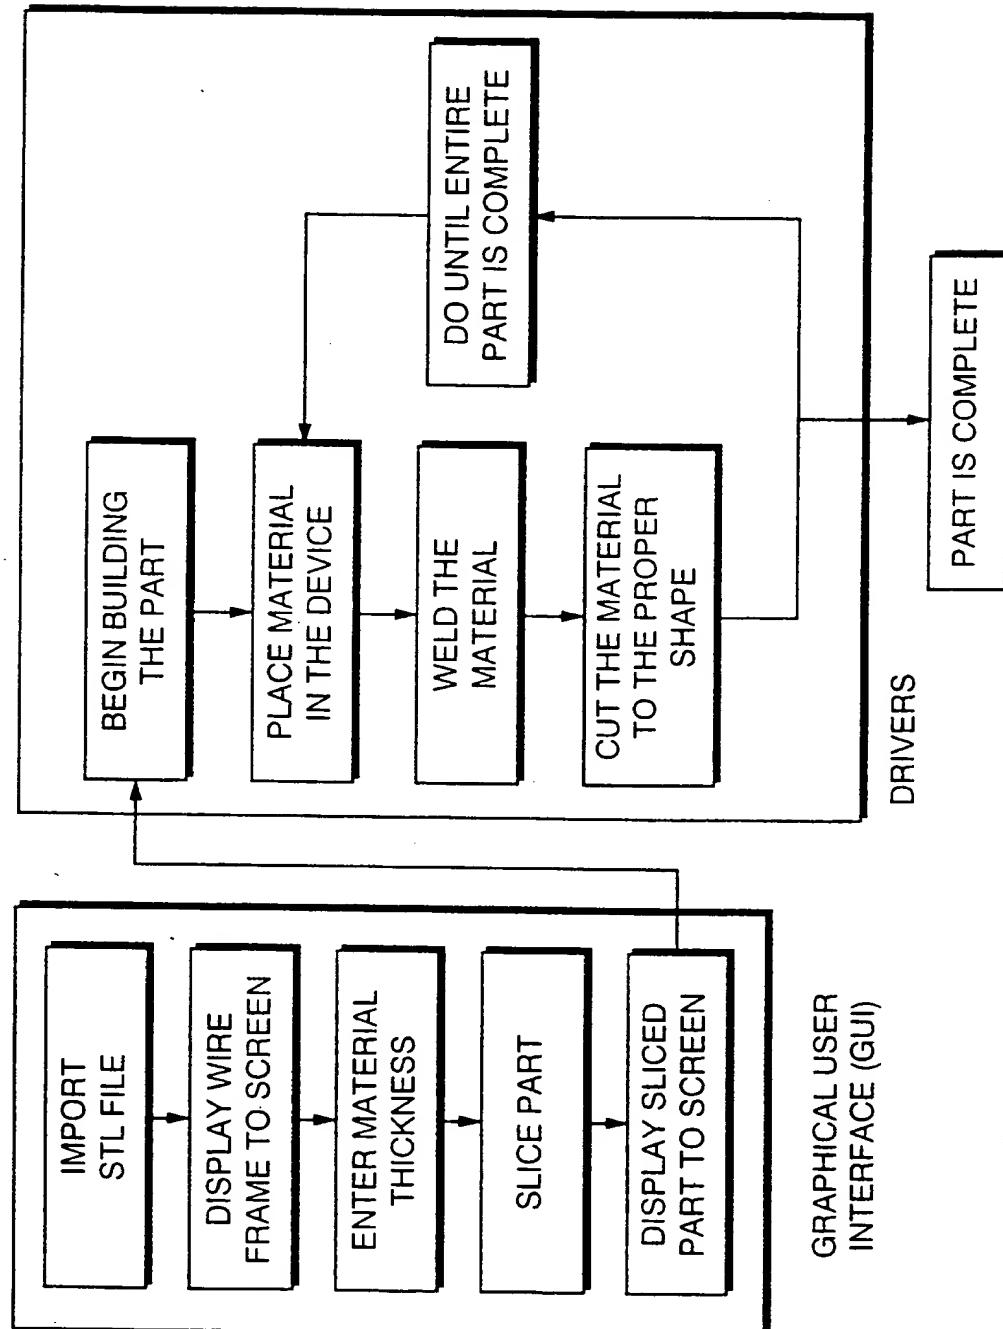 IMPORT
STL FILE
DISPLAY WIRE
FRAME TO SCREEN
ENTER MATERIAL
THICKNESS
SLICE PART
DISPLAY SLICED
PART TO SCREEN
GRAPHICAL USER
INTERFACE (GUI)
BEGIN BUILDING
THE PART
PLACE MATERIAL
IN THE DEVICE
WELD THE
MATERIAL
CUT THE MATERIAL
TO THE PROPER
SHAPE
DO UNTIL ENTIRE
PART IS COMPLETE
DRIVERS
PART IS COMPLETE